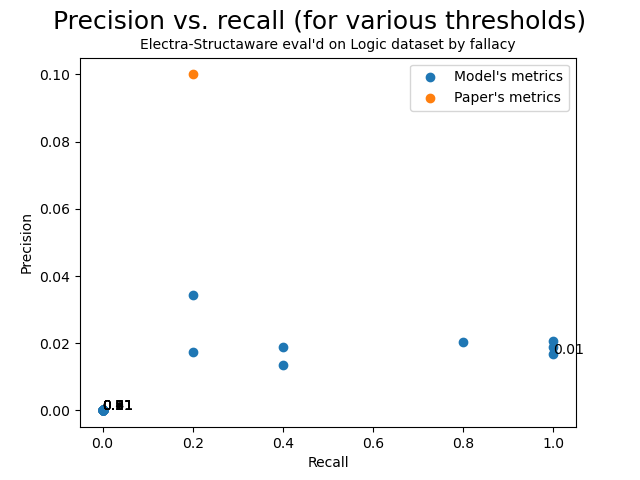 Precision vs. recall (for various thresholds)
Electra-Structaware eval'd on Logic dataset by fallacy
Model's metrics
Paper's metrics
0.10
0.08
0.06
0.04
0.02
0.00
Precision
0.01
0.0
0.2
0.4
0.6
0.8
1.0
Recall